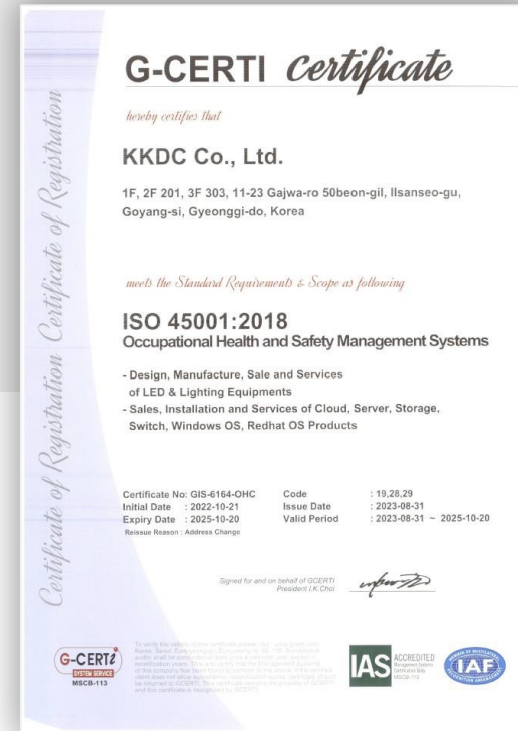 G-CERTI Certificate
hereby certifies that
KKDC Co., Ltd.
1F, 2F 201, 3F 303, 11-23 Gajwa-ro 50beon-gil, Ilsanseo-gu,
Goyang-si, Gyeonggi-do, Korea
meets the Standard Requirements & Scope as following
ISO 45001:2018
Occupational Health and Safety Management Systems
- Design, Manufacture, Sale and Services
of LED & Lighting Equipments
- Sales, Installation and Services of Cloud, Server, Storage,
Switch, Windows OS, Redhat OS Products
Certificate No: GIS-6164-OHC Code : 19,28,29
Initial Date : 2022-10-21 Issue Date : 2023-08-31
Expiry Date : 2025-10-20 Valid Period : 2023-08-31 ~ 2025-10-20
Reissue Reason : Address Change
Signed for and on behalf of GCERTI
President I.K.Choi
Certificate of Registration Certificate of Registration
G-CERTi
SYSTEM SERVICE
MSCB-113
IAS ACCREDITED
Management Systems
Certification Body
MSCB-113
IAF